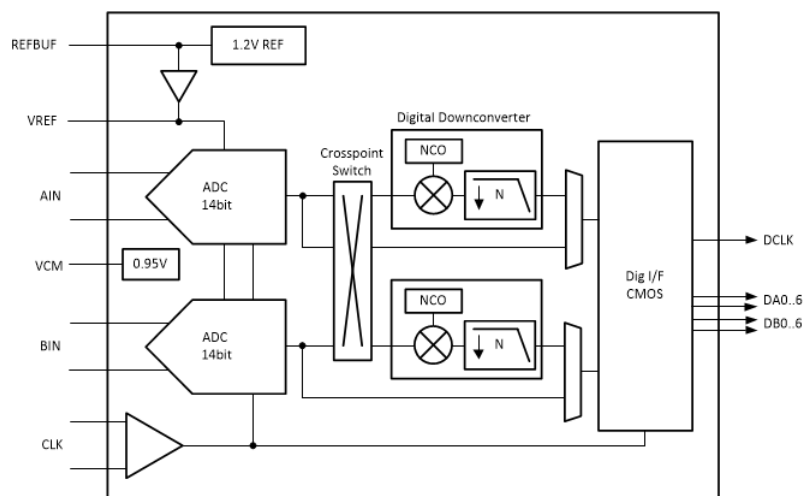 REFBUF
1.2V REF
VREF
Digital Downconverter
NCO
Crosspoint
Switch
ADC
14bit
N
AIN
DCLK
VCM
0.95V
Dig I/F
CMOS
NCO
DA0..6
DB0..6
ADC
14bit
N
BIN
CLK